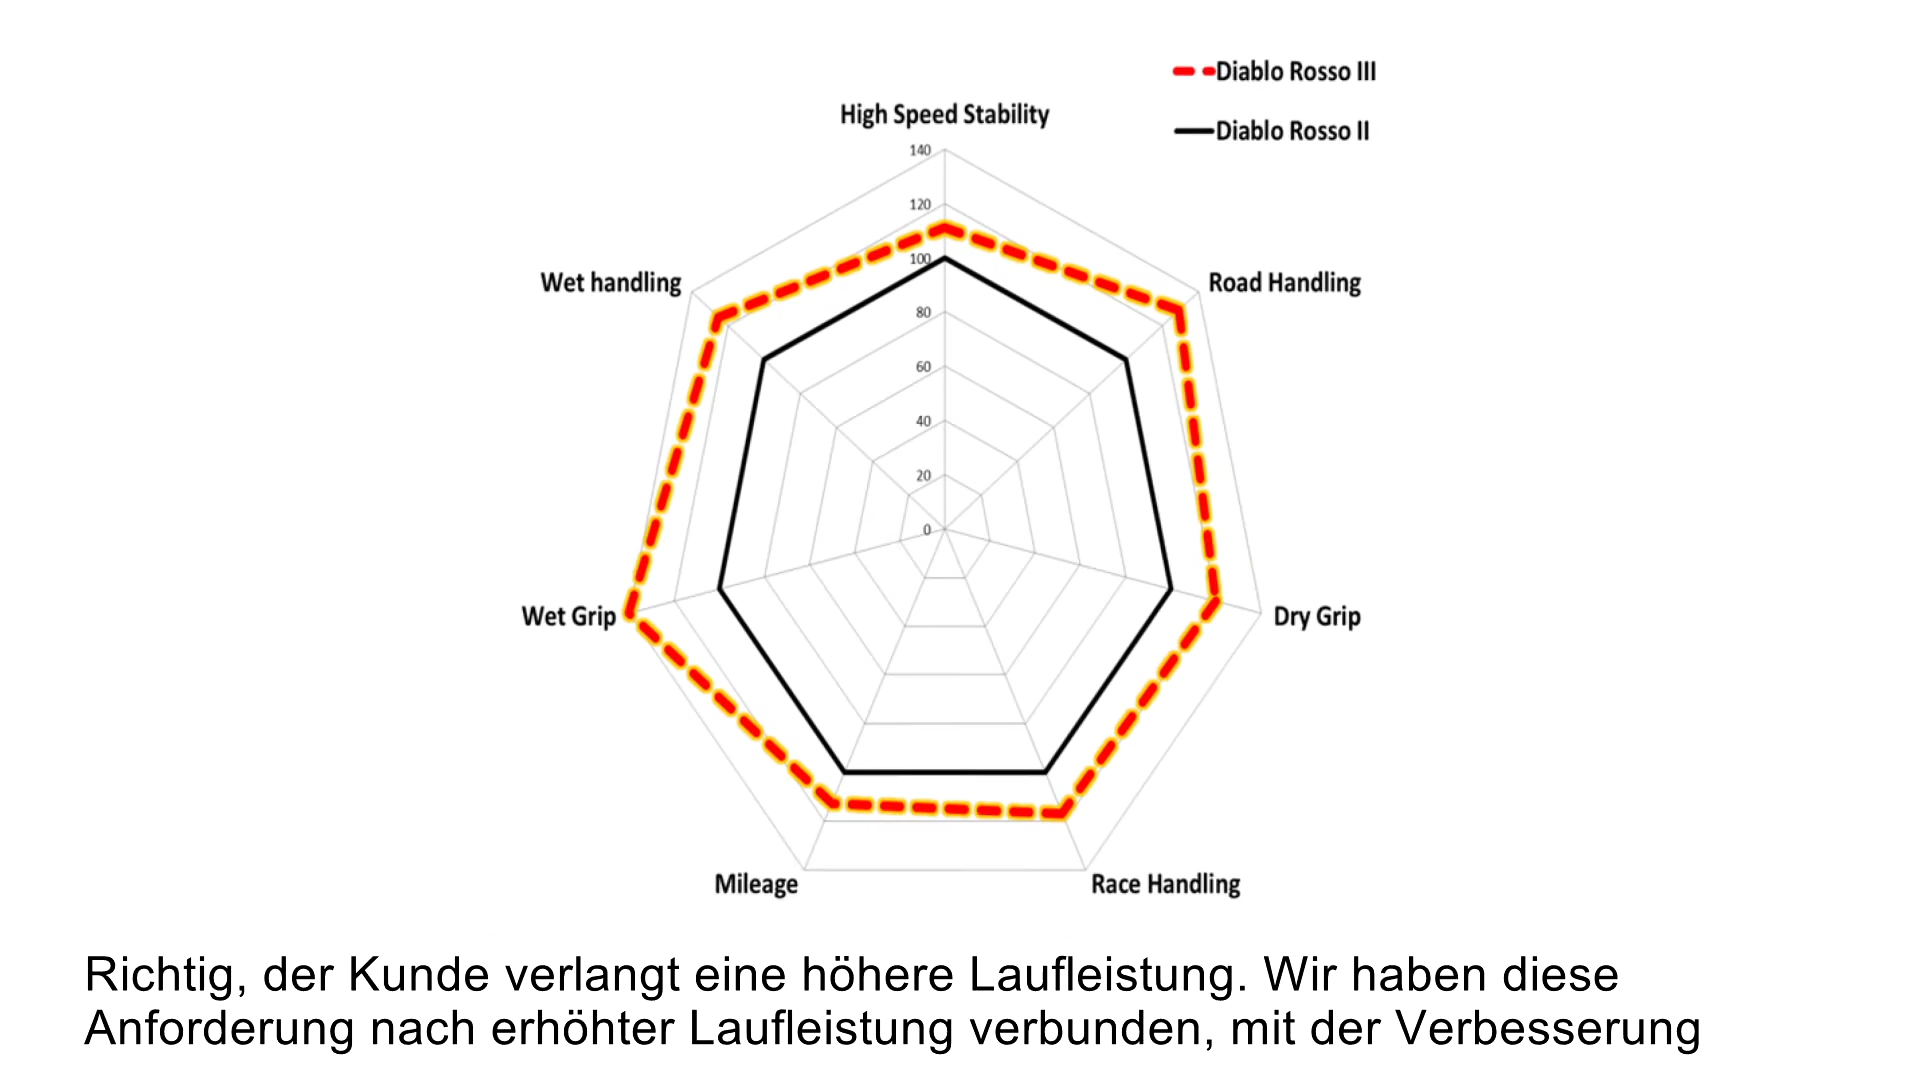 Diablo Rosso III
Diablo Rosso II
High Speed Stability
140
120
100
80
60
40
20
0
Wet handling
Road Handling
Wet Grip
Dry Grip
Mileage
Race Handling
Richtig, der Kunde verlangt eine höhere Laufleistung. Wir haben diese
Anforderung nach erhöhter Laufleistung verbunden, mit der Verbesserung